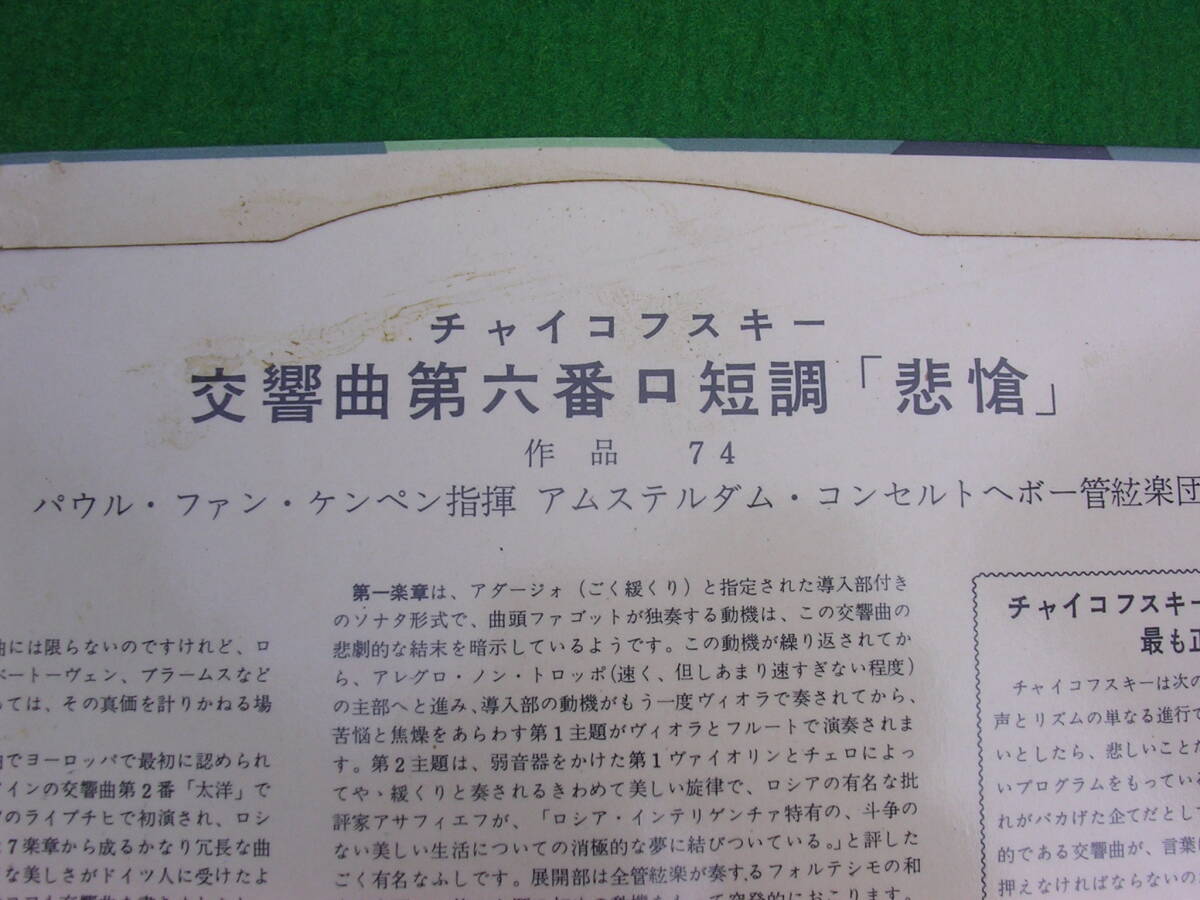 チャイコフスキー
交響曲第六番ロ短調「悲愴」
作品 74
パウル・ファン・ケンペン指揮 アムステルダム・コンセルトヘボー管絃楽団
曲には限らないのですけれど、ロ
ベートーヴェン、ブラームスなど
っては、その真価を計りかねる場
曲でヨーロッパで最初に認められ
インの交響曲第2番「太洋」で
のライプチヒで初演され、ロシ
7楽章から成るかなり冗長な曲
な美しさがドイツ人に受けたよ
第一楽章は、アダージォ(ごく緩くり)と指定された導入部付き
のソナタ形式で、曲頭ファゴットが独奏する動機は、この交響曲の
悲劇的な結末を暗示しているようです。この動機が繰り返されてか
ら、アレグロ・ノン・トロッポ(速く、但しあまり速すぎない程度)
の主部へと進み、導入部の動機がもう一度ヴィオラで奏されてから、
苦悩と焦燥をあらわす第1主題がヴィオラとフルートで演奏されま
す。第2主題は、弱音器をかけた第1ヴァイオリンとチェロによっ
てやゝ緩くりと奏されるきわめて美しい旋律で、ロシアの有名な批
評家アサフィエフが、「ロシア・インテリゲンチァ特有の、斗争の
ない美しい生活についての消極的な夢に結びついている。」と評した
ごく有名なふしです。展開部は全管絃楽が奏するフォルテシモの和
チャイコフスキー
最も正
チャイコフスキーは次の
声とリズムの単なる進行で
いとしたら、悲しいことだ
いプログラムをもっている
れがバカげた企てだとして
的である交響曲が、言葉に
押えなければならないのだ